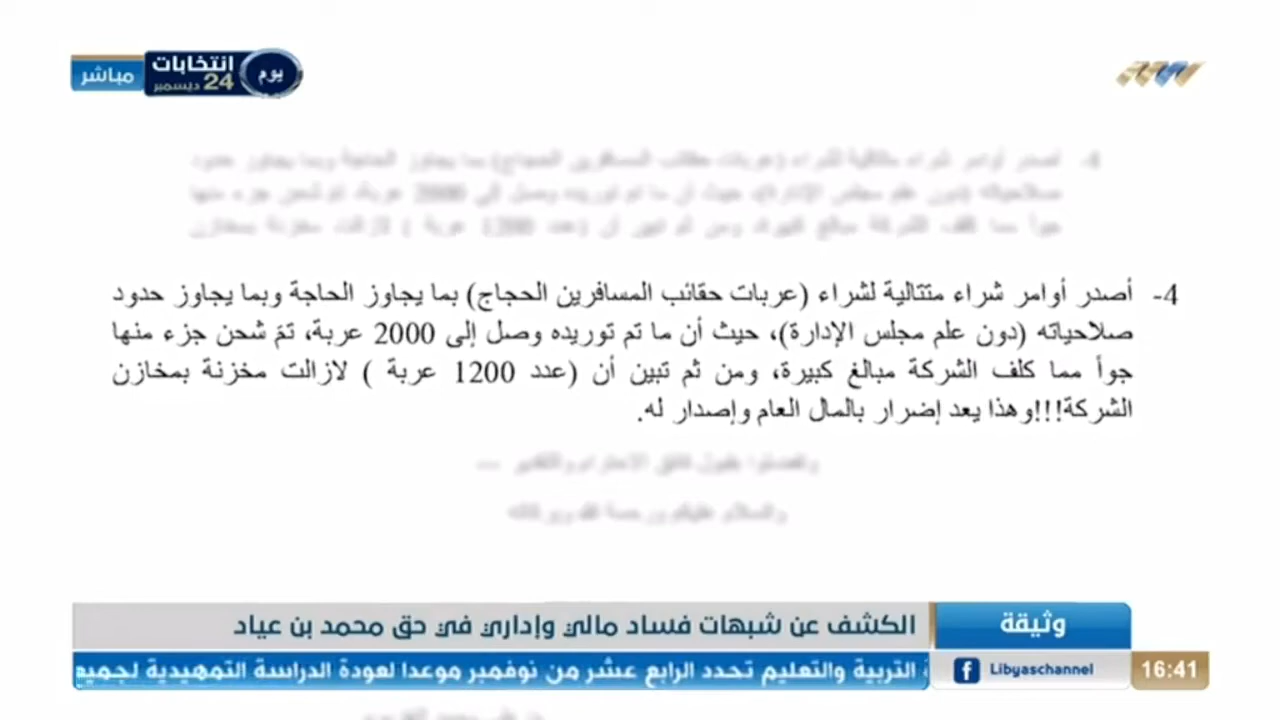 يوم
انتخابات
24 ديسمبر
مباشر
4- أصدر أوامر شراء متتالية لشراء (عربات حقائب المسافرين الحجاج) بما يجاوز الحاجة وبما يجاوز حدود
صلاحياته (دون علم مجلس الإدارة)، حيث أن ما تم توريده وصل إلى 2000 عربة، تمّ شحن جزء منها
جواً مما كلف الشركة مبالغ كبيرة، ومن ثم تبين أن (عدد 1200 عربة ) لازالت مخزنة بمخازن
الشركة!!!وهذا يعد إضرار بالمال العام وإصدار له.
وثيقة
الكشف عن شبهات فساد مالي وإداري في حق محمد بن عياد
التربية والتعليم تحدد الرابع عشر من نوفمبر موعدا لعودة الدراسة التمهيدية لجميع
Libyaschannel
16:41